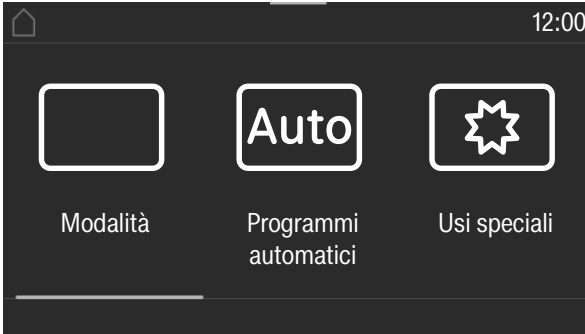 12:00
Auto
Modalità
Programmi
automatici
Usi speciali